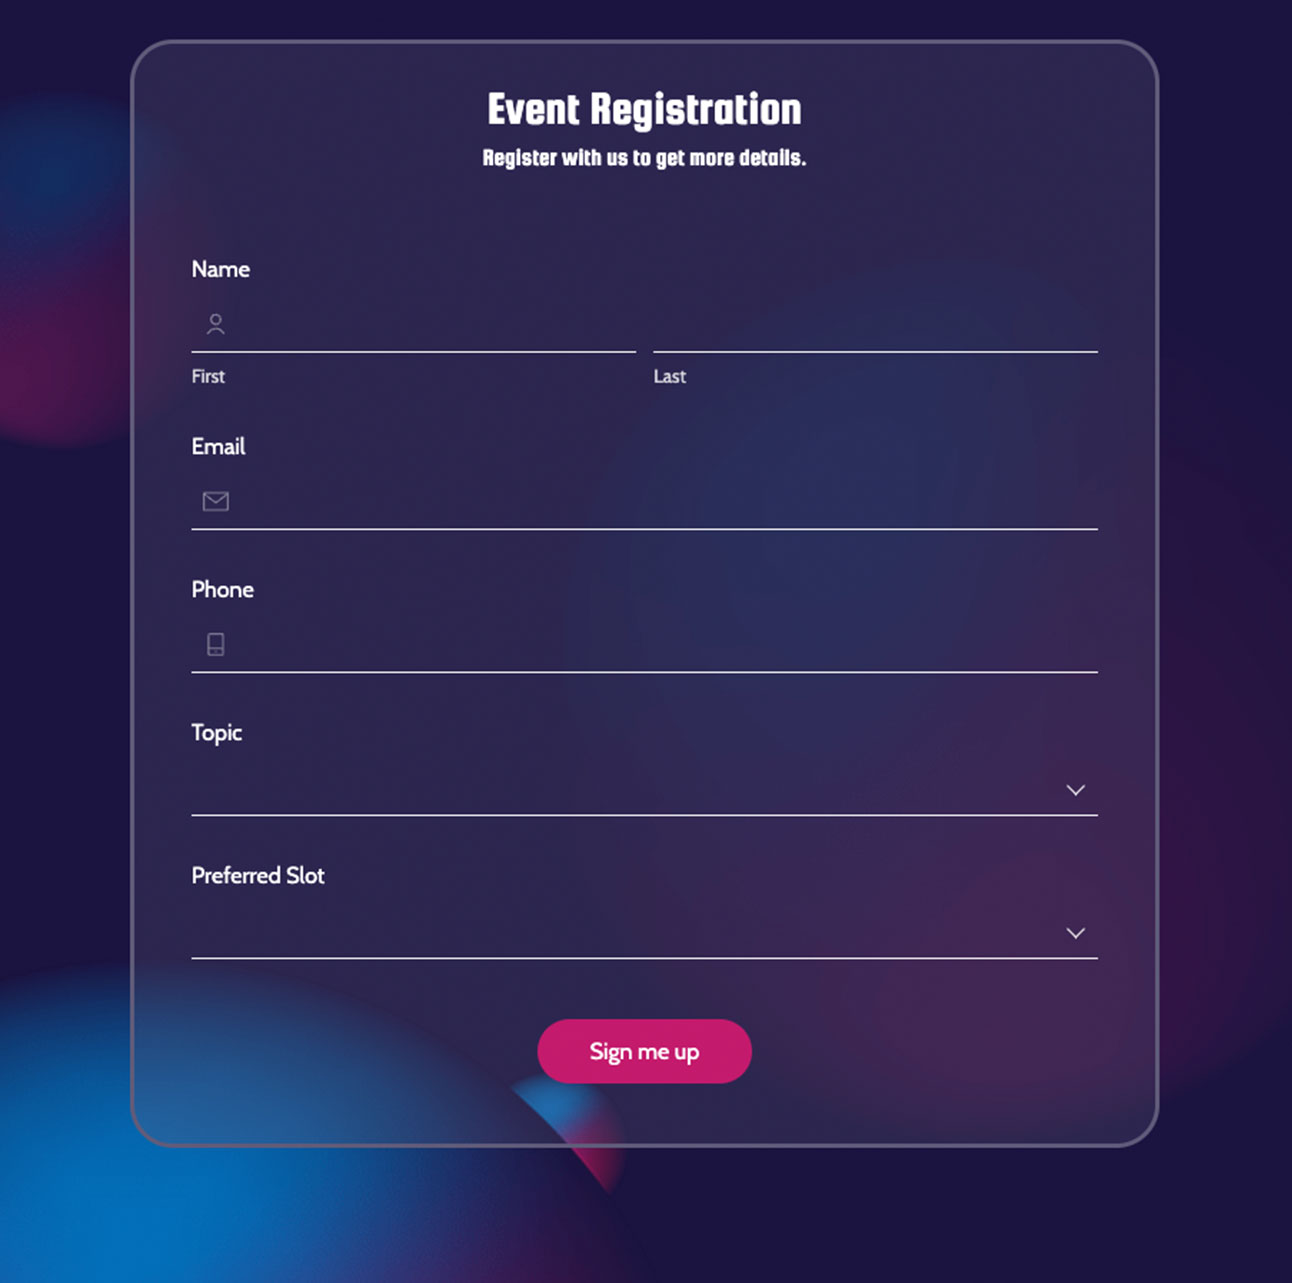 Event Registration
Register with us to get more details.
Name
First Last
Email
Phone
Topic
Preferred Slot
Sign me up